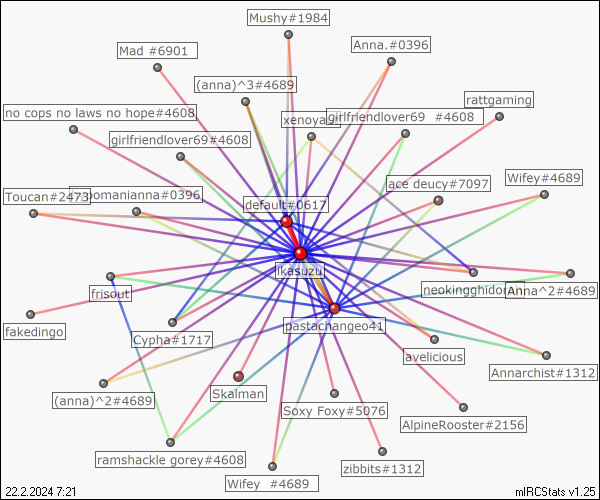 Mushy#1984
Mad #6901
Anna.#0396
(anna)^3#4689
rattgaming
no cops no laws no hope#4608
xenoya
girlfriendlover69 #4608
girlfriendlover69#4608
ace deucy#7097
Wifey#4689
Toucan#2473
omanianna#0396
default#0617
ikasuzu
frisout
neokingghidora
Anna^2#4689
fakedingo
pastachangeo41
Cypha#1717
avelicious
Annarchist#1312
(anna)^2#4689
Skalman
Soxy Foxy#5076
AlpineRooster#2156
ramshackle gorey#4608
zibbits#1312
Wifey #4689
22.2.2024 7:21
mIRCStats v1.25